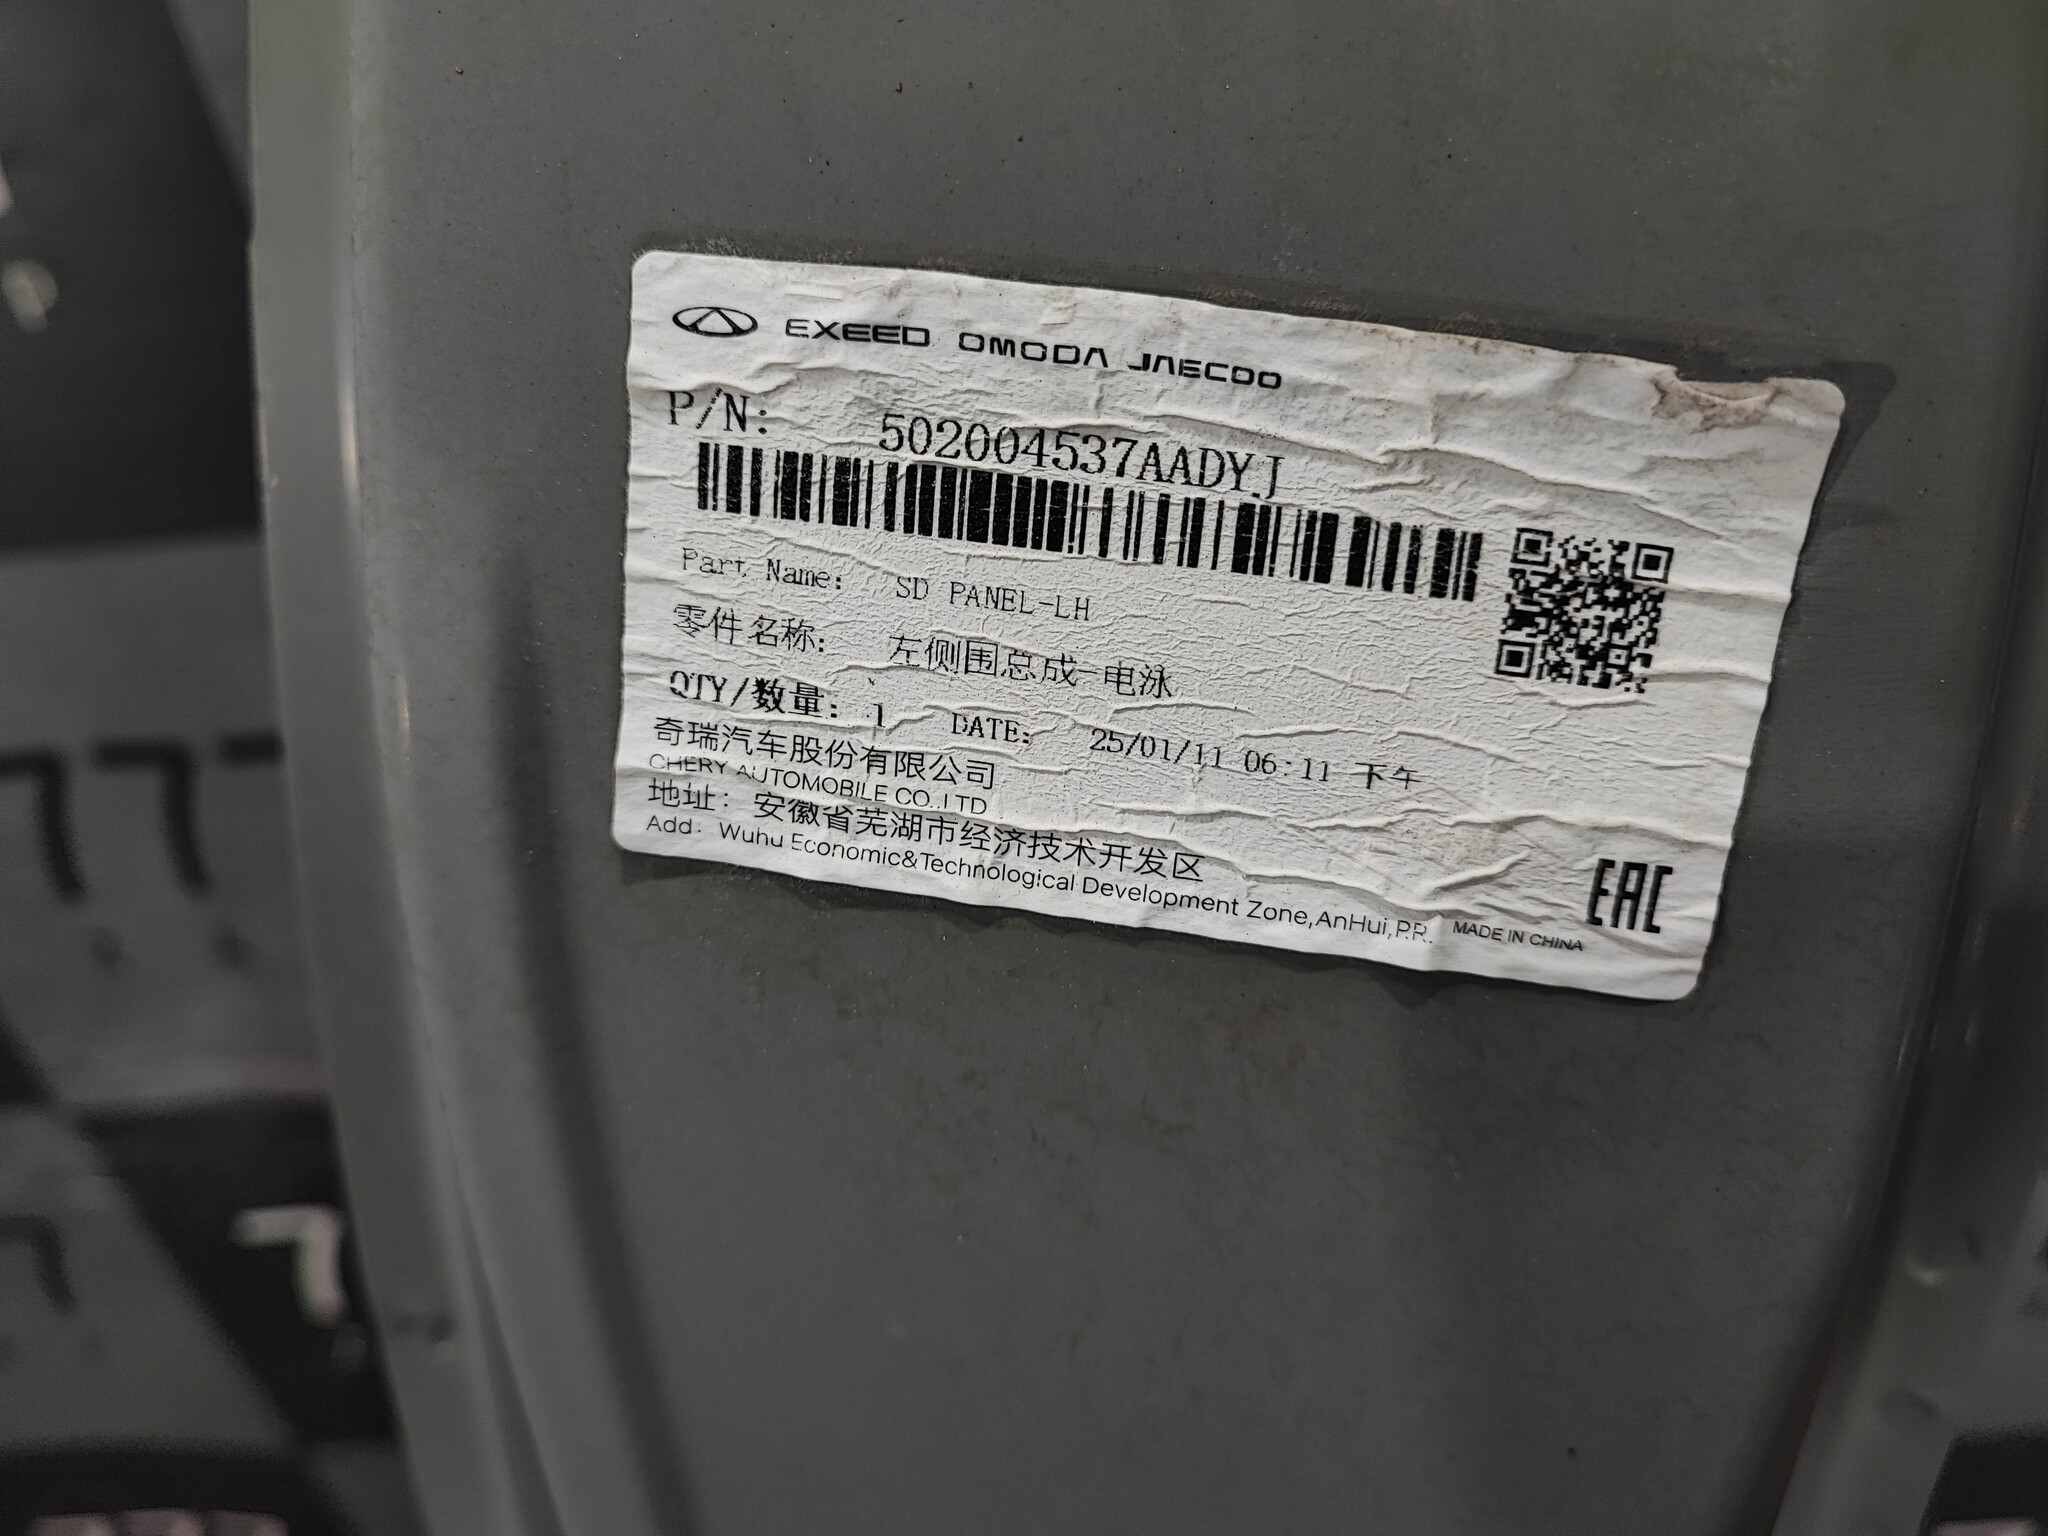 EXEED OMODA JAECOO
P/N: 502004537AADYJ
Part Name: SD PANEL-LH
零件名称: 左侧围总成-电泳
QTY/数量: 1 DATE: 25/01/11 06:11 下午
奇瑞汽车股份有限公司
CHERY AUTOMOBILE CO.,LTD
地址: 安徽省芜湖市经济技术开发区
Add: Wuhu Economic&Technological Development Zone,AnHui,P.R. MADE IN CHINA
EAC